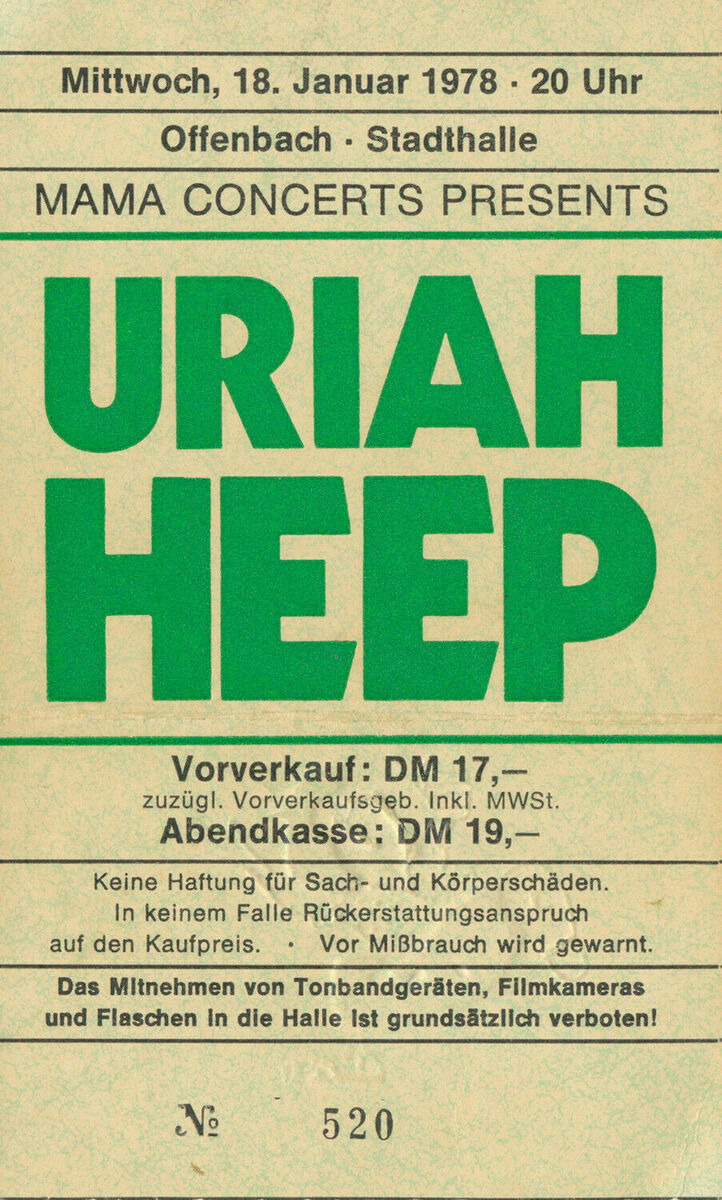 Mittwoch, 18. Januar 1978 · 20 Uhr
Offenbach · Stadthalle
MAMA CONCERTS PRESENTS
URIAH
HEEP
Vorverkauf: DM 17,—
zuzügl. Vorverkaufsgeb. Inkl. MWSt.
Abendkasse: DM 19,—
Keine Haftung für Sach- und Körperschäden.
In keinem Falle Rückerstattungsanspruch
auf den Kaufpreis. · Vor Mißbrauch wird gewarnt.
Das Mitnehmen von Tonbandgeräten, Filmkameras
und Flaschen in die Halle ist grundsätzlich verboten!
№ 520